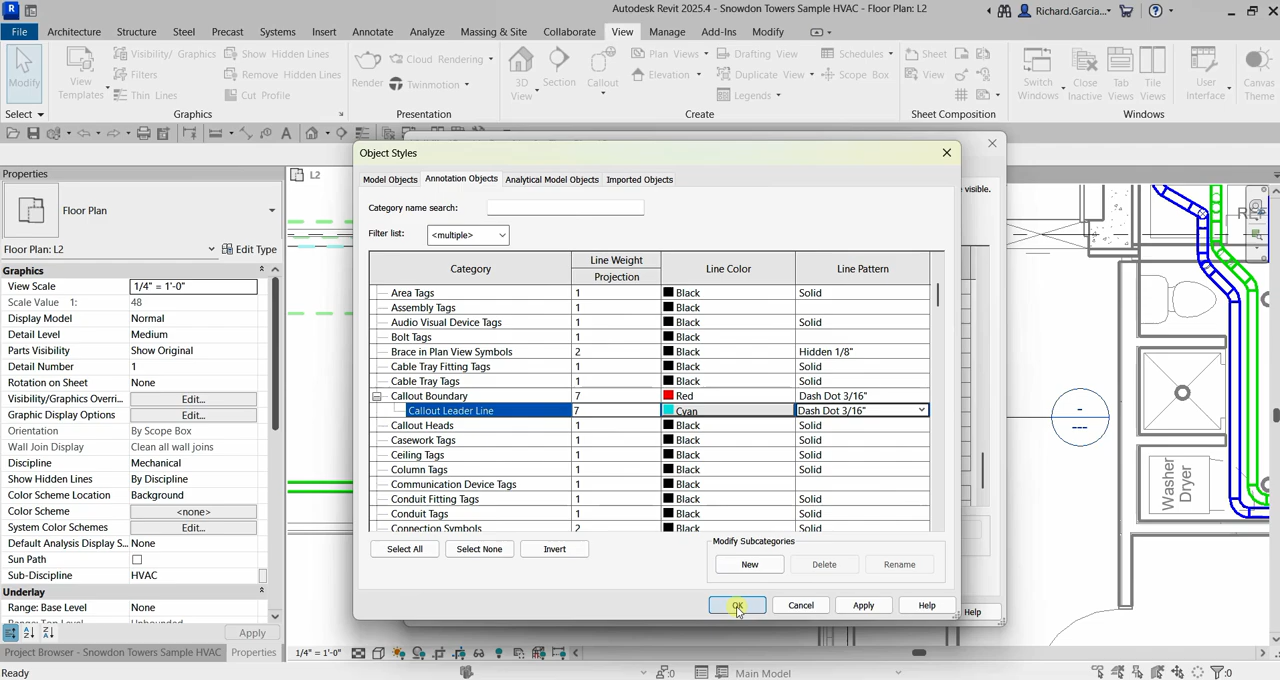 Autodesk Revit 2025.4 - Snowdon Towers Sample HVAC - Floor Plan: L2
Richard.Garcia...
File Architecture Structure Steel Precast Systems Insert Annotate Analyze Massing & Site Collaborate View Manage Add-Ins Modify
Modify
View Templates
Visibility/ Graphics
Filters
Thin Lines
Show Hidden Lines
Remove Hidden Lines
Cut Profile
Render
Cloud Rendering
Twinmotion
3D View
Section
Callout
Plan Views
Elevation
Drafting View
Duplicate View
Legends
Schedules
Scope Box
Sheet
View
Switch Windows
Close Inactive
Tab Views
Tile Views
User Interface
Canvas Theme
Select
Graphics
Presentation
Create
Sheet Composition
Windows
Properties
Floor Plan
Floor Plan: L2
Edit Type
Graphics
View Scale 1/4" = 1'-0"
Scale Value 1: 48
Display Model Normal
Detail Level Medium
Parts Visibility Show Original
Detail Number 1
Rotation on Sheet None
Visibility/Graphics Overri... Edit...
Graphic Display Options Edit...
Orientation By Scope Box
Wall Join Display Clean all wall joins
Discipline Mechanical
Show Hidden Lines By Discipline
Color Scheme Location Background
Color Scheme <none>
System Color Schemes Edit...
Default Analysis Display S... None
Sun Path
Sub-Discipline HVAC
Underlay
Range: Base Level None
Apply
Project Browser - Snowdon Towers Sample HVAC
Properties
L2
Object Styles
Model Objects Annotation Objects Analytical Model Objects Imported Objects
Category name search:
Filter list: <multiple>
Category Line Weight Line Color Line Pattern
Projection
Area Tags 1 Black Solid
Assembly Tags 1 Black
Audio Visual Device Tags 1 Black Solid
Bolt Tags 1 Black
Brace in Plan View Symbols 2 Black Hidden 1/8"
Cable Tray Fitting Tags 1 Black Solid
Cable Tray Tags 1 Black Solid
Callout Boundary 7 Red Dash Dot 3/16"
Callout Leader Line 7 Cyan Dash Dot 3/16"
Callout Heads 1 Black Solid
Casework Tags 1 Black Solid
Ceiling Tags 1 Black Solid
Column Tags 1 Black Solid
Communication Device Tags 1 Black
Conduit Fitting Tags 1 Black Solid
Conduit Tags 1 Black Solid
Connection Symbols 2 Black Solid
Select All Select None Invert
Modify Subcategories
New Delete Rename
OK Cancel Apply Help
visible.
Help
Washer
Dryer
1/4" = 1'-0"
Ready
:0
Main Model
:0